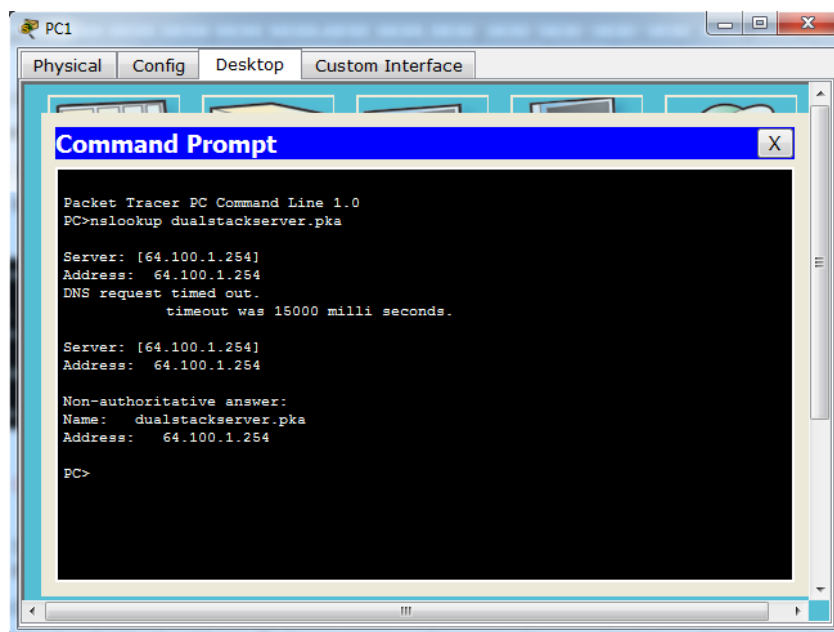 PC1
Physical Config Desktop Custom Interface
Command Prompt X
Packet Tracer PC Command Line 1.0
PC>nslookup dualstackserver.pka
Server: [64.100.1.254]
Address:  64.100.1.254
DNS request timed out.
timeout was 15000 milli seconds.
Server: [64.100.1.254]
Address:  64.100.1.254
Non-authoritative answer:
Name:   dualstackserver.pka
Address:   64.100.1.254
PC>